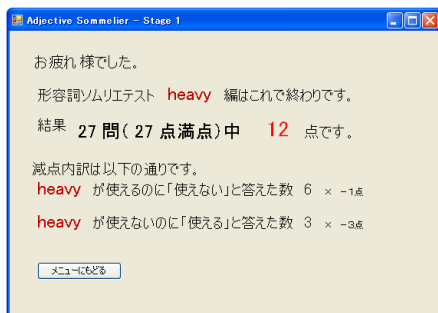 Adjective Sommelier - Stage 1
お疲れ様でした。
形容詞ソムリエテスト heavy 編はこれで終わりです。
結果 27 問( 27 点満点)中 12 点です。
減点内訳は以下の通りです。
heavy が使えるのに「使えない」と答えた数 6 × -1点
heavy が使えないのに「使える」と答えた数 3 × -3点
メニューにもどる